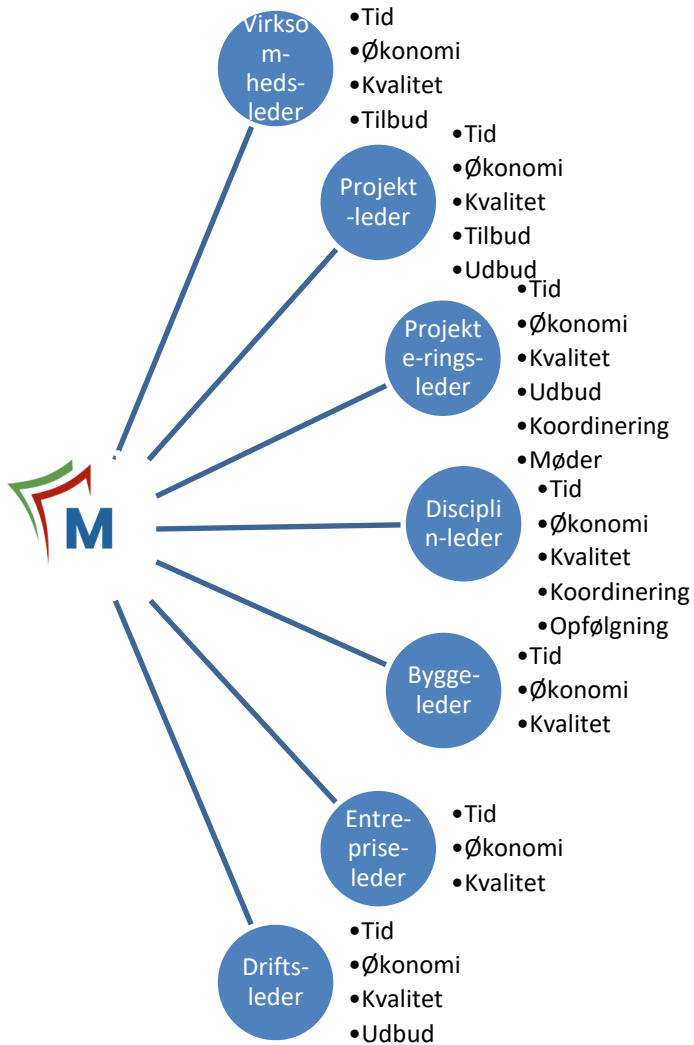 Virkso
m-
heds-
leder
•Tid
•Økonomi
•Kvalitet
•Tilbud
Projekt
-leder
•Tid
•Økonomi
•Kvalitet
•Tilbud
•Udbud
Projekt
e-rings-
leder
•Tid
•Økonomi
•Kvalitet
•Udbud
•Koordinering
•Møder
M
Discipli
n-leder
•Tid
•Økonomi
•Kvalitet
•Koordinering
•Opfølgning
Bygge-
leder
•Tid
•Økonomi
•Kvalitet
Entre-
prise-
leder
•Tid
•Økonomi
•Kvalitet
Drifts-
leder
•Tid
•Økonomi
•Kvalitet
•Udbud